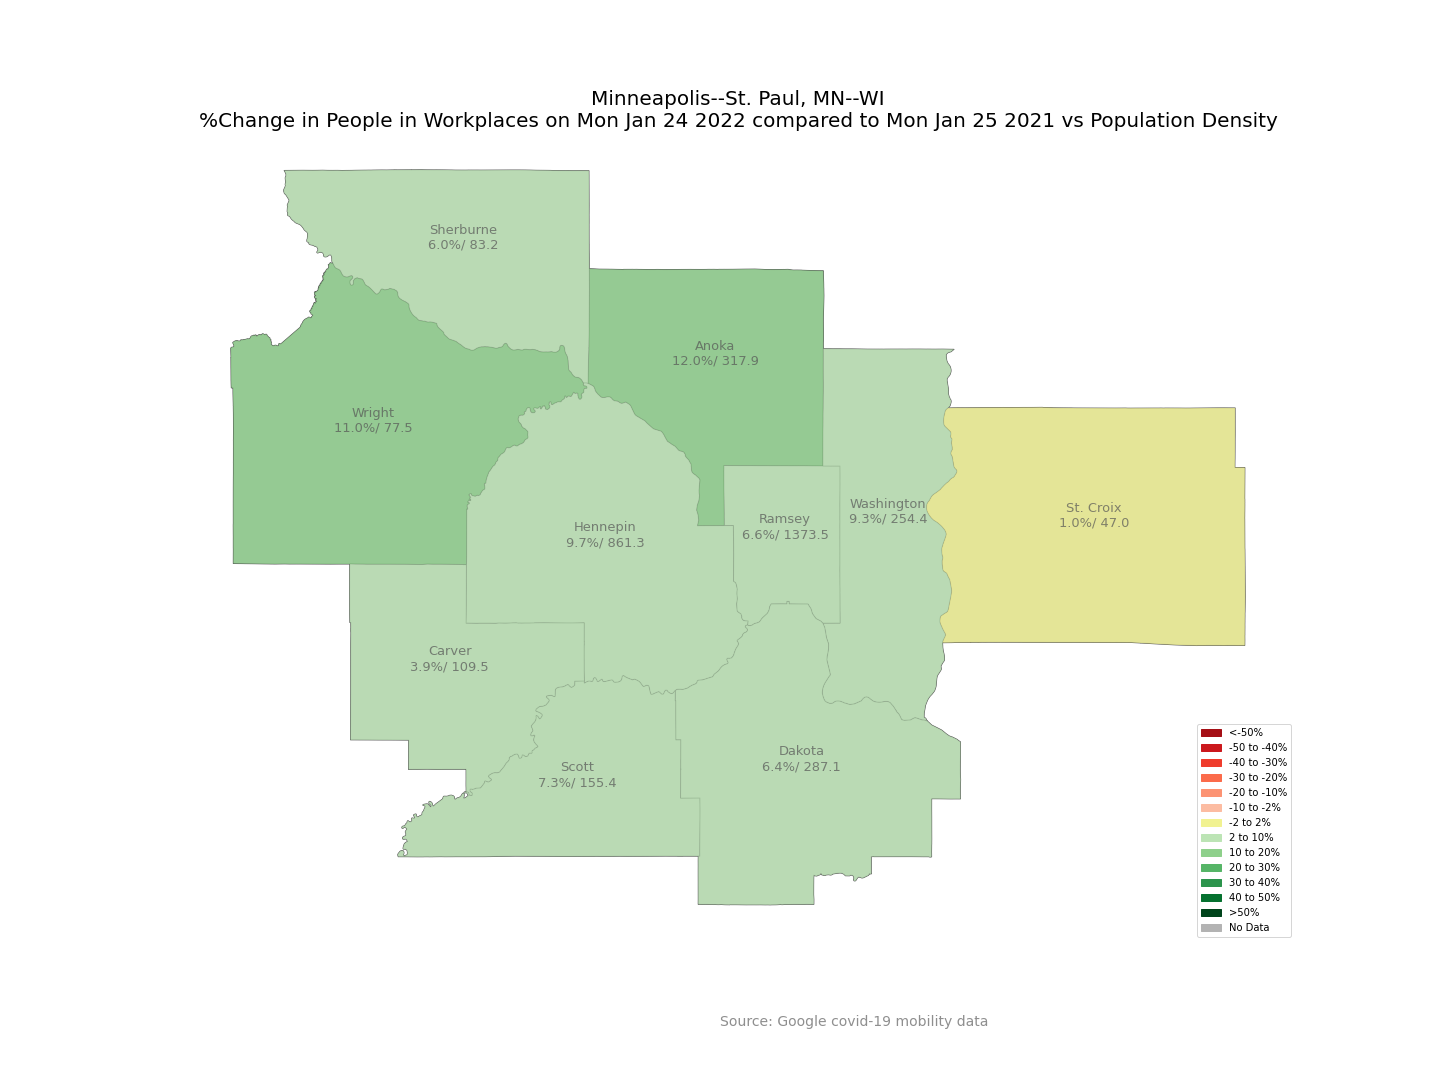 Minneapolis--St. Paul, MN--WI
%Change in People in Workplaces on Mon Jan 24 2022 compared to Mon Jan 25 2021 vs Population Density
Sherburne
6.0%/ 83.2
Anoka
12.0%/ 317.9
Wright
11.0%/ 77.5
Hennepin
9.7%/ 861.3
Ramsey
6.6%/ 1373.5
Washington
9.3%/ 254.4
St. Croix
1.0%/ 47.0
Carver
3.9%/ 109.5
Scott
7.3%/ 155.4
Dakota
6.4%/ 287.1
<-50%
-50 to -40%
-40 to -30%
-30 to -20%
-20 to -10%
-10 to -2%
-2 to 2%
2 to 10%
10 to 20%
20 to 30%
30 to 40%
40 to 50%
>50%
No Data
Source: Google covid-19 mobility data